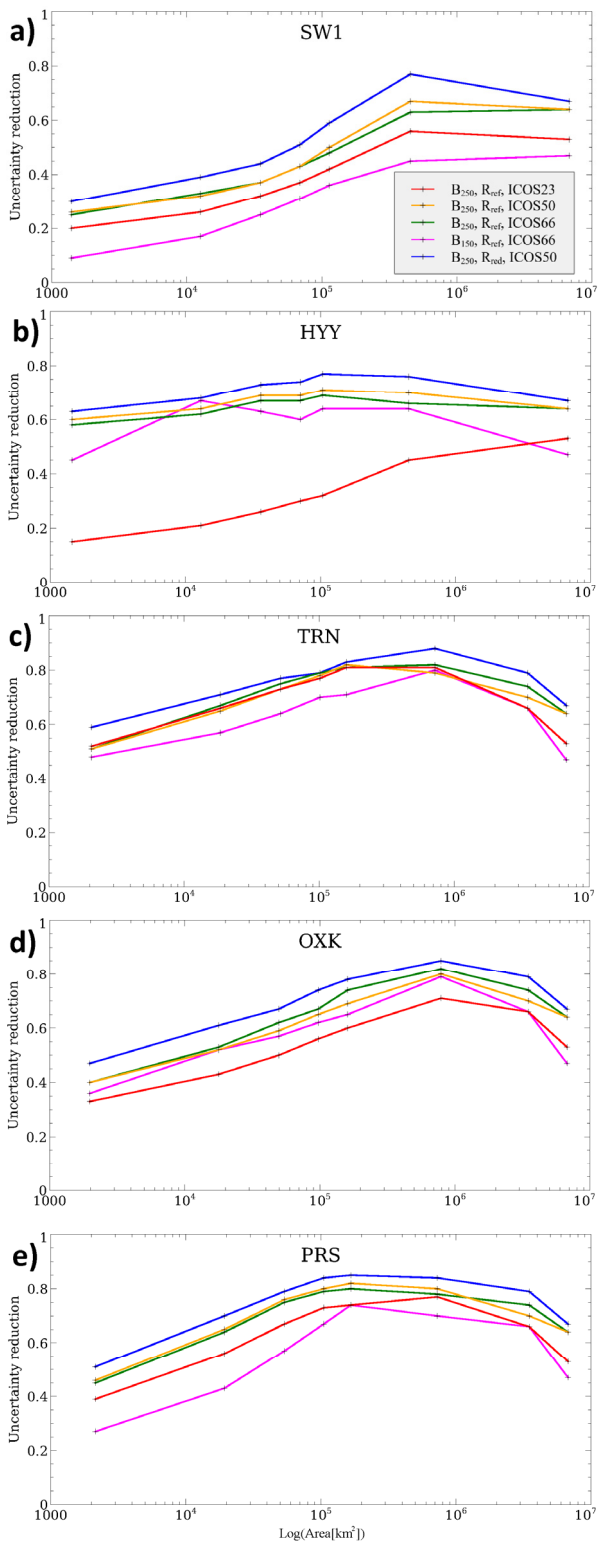 a)
SW1
Uncertainty reduction
1
0.8
0.6
0.4
0.2
0
1000
10⁴
10⁵
10⁶
10⁷
B₂₅₀, R_ref, ICOS23
B₂₅₀, R_ref, ICOS50
B₂₅₀, R_ref, ICOS66
B₁₅₀, R_ref, ICOS66
B₂₅₀, R_red, ICOS50
b)
HYY
Uncertainty reduction
1
0.8
0.6
0.4
0.2
0
1000
10⁴
10⁵
10⁶
10⁷
c)
TRN
Uncertainty reduction
1
0.8
0.6
0.4
0.2
0
1000
10⁴
10⁵
10⁶
10⁷
d)
OXK
Uncertainty reduction
1
0.8
0.6
0.4
0.2
0
1000
10⁴
10⁵
10⁶
10⁷
e)
PRS
Uncertainty reduction
1
0.8
0.6
0.4
0.2
0
1000
10⁴
10⁵
10⁶
10⁷
Log(Area[km²])